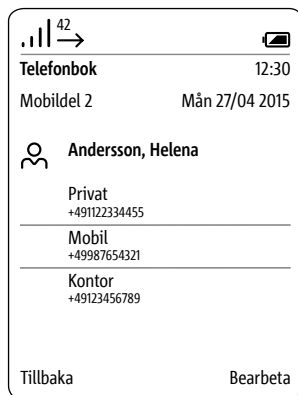 42
Telefonbok 12:30
Mobildel 2 Mån 27/04 2015
Andersson, Helena
Privat
+491122334455
Mobil
+49987654321
Kontor
+49123456789
Tillbaka Bearbeta